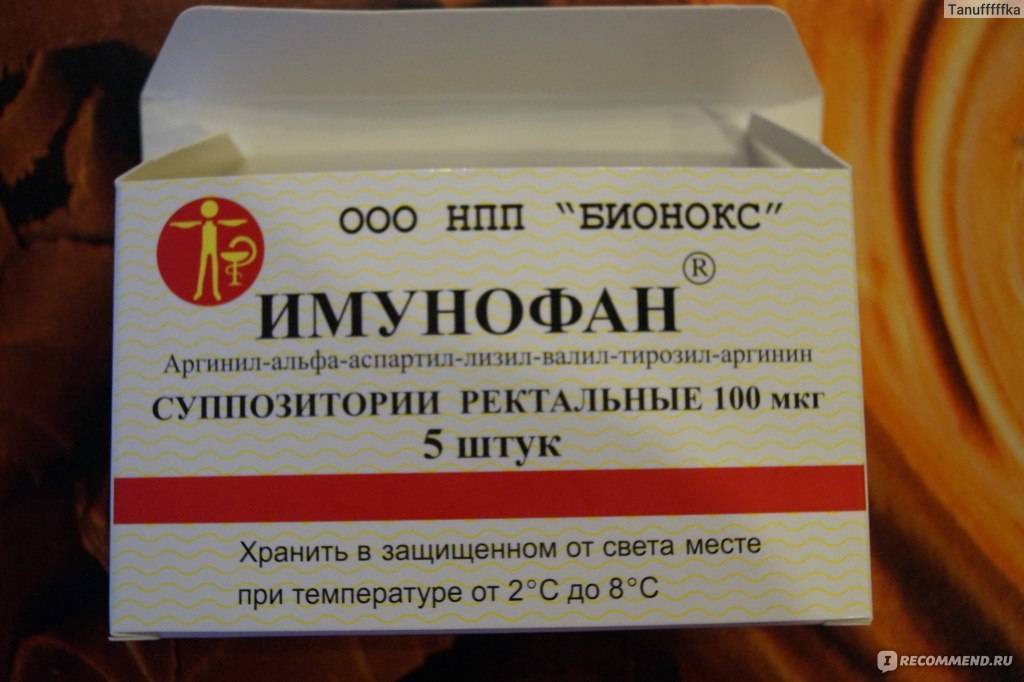 Tanufffffka
ООО НПП "БИОНОКС"
ИМУНОФАН®
Аргинил-альфа-аспартил-лизил-валил-тирозил-аргинин
СУППОЗИТОРИИ РЕКТАЛЬНЫЕ 100 мкг
5 штук
Хранить в защищенном от света месте
при температуре от 2°С до 8°С
I RECOMMEND.RU